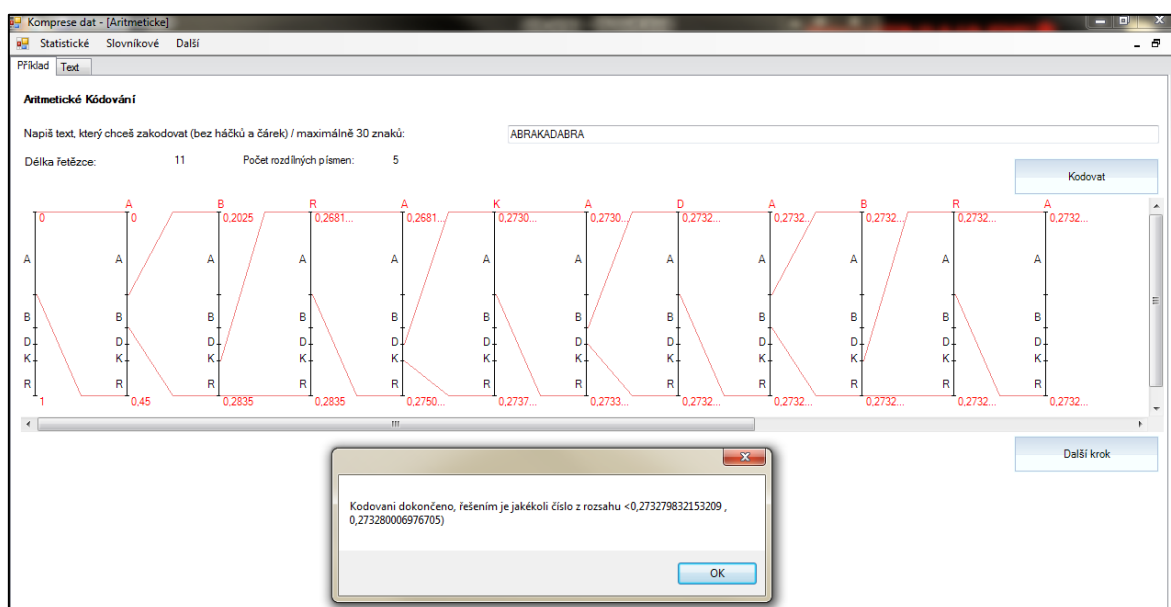 Komprese dat - [Aritmeticke]
Statistické Slovníkové Další
Příklad Text
Aritmetické Kódování
Napiš text, který chceš zakodovat (bez háčků a čárek) / maximálně 30 znaků: ABRAKADABRA
Délka řetězce: 11 Počet rozdílných písmen: 5
Kodovat
A B R A K A D A B R A
0 0 0,2025 0,2681... 0,2681... 0,2730... 0,2730... 0,2732... 0,2732... 0,2732... 0,2732... 0,2732...
A A A A A A A A A A A A
B B B B B B B B B B B B
D D D D D D D D D D D D
K K K K K K K K K K K K
R R R R R R R R R R R R
1 0,45 0,2835 0,2835 0,2750... 0,2737... 0,2733... 0,2732... 0,2732... 0,2732... 0,2732... 0,2732...
Další krok
Kodovani dokončeno, řešením je jakékoli číslo z rozsahu <0,273279832153209 ,
0,273280006976705)
OK